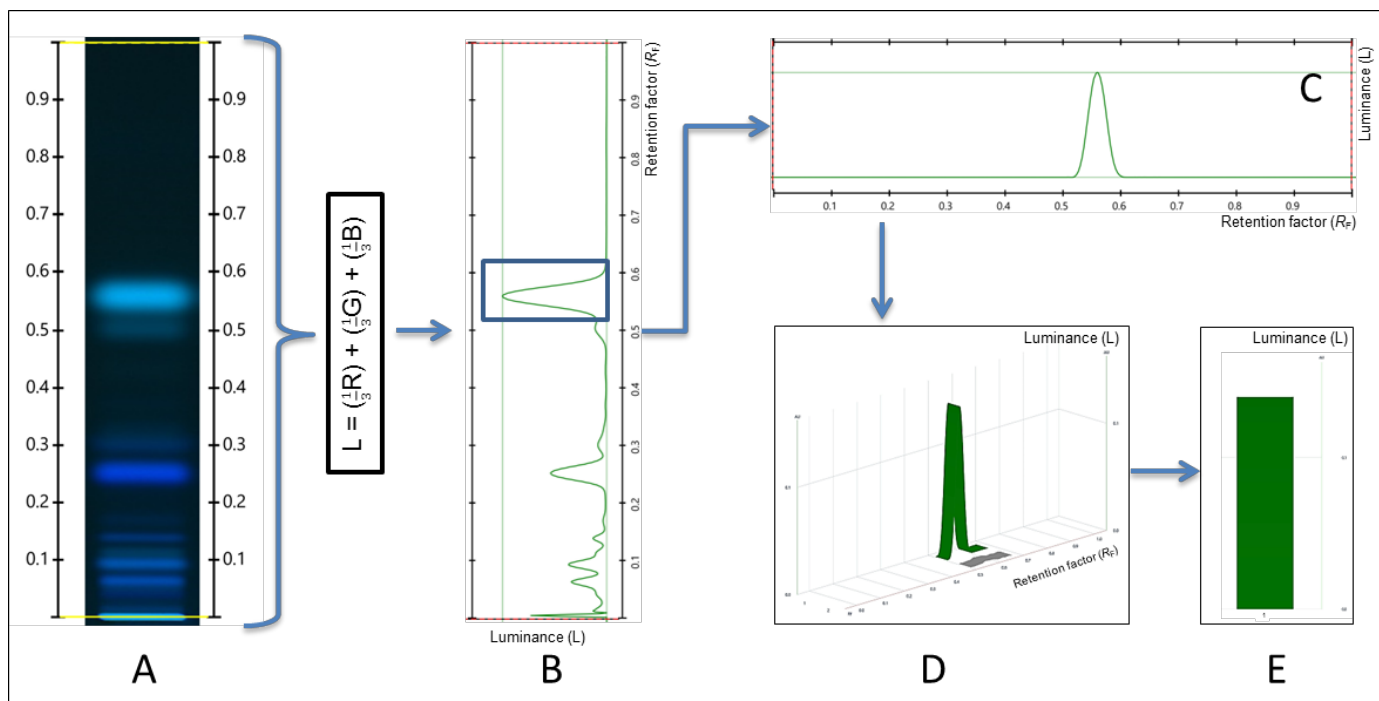 0.9
0.8
0.7
0.6
0.5
0.4
0.3
0.2
0.1
0.9
0.8
0.7
0.6
0.5
0.4
0.3
0.2
0.1
A
L = (1/3 R) + (1/3 G) + (1/3 B)
Retention factor (RF)
0.9
0.8
0.7
0.6
0.5
0.4
0.3
0.2
0.1
Luminance (L)
B
C
Luminance (L)
0.1 0.2 0.3 0.4 0.5 0.6 0.7 0.8 0.9
Retention factor (RF)
Luminance (L)
Retention factor (RF)
D
Luminance (L)
1
E